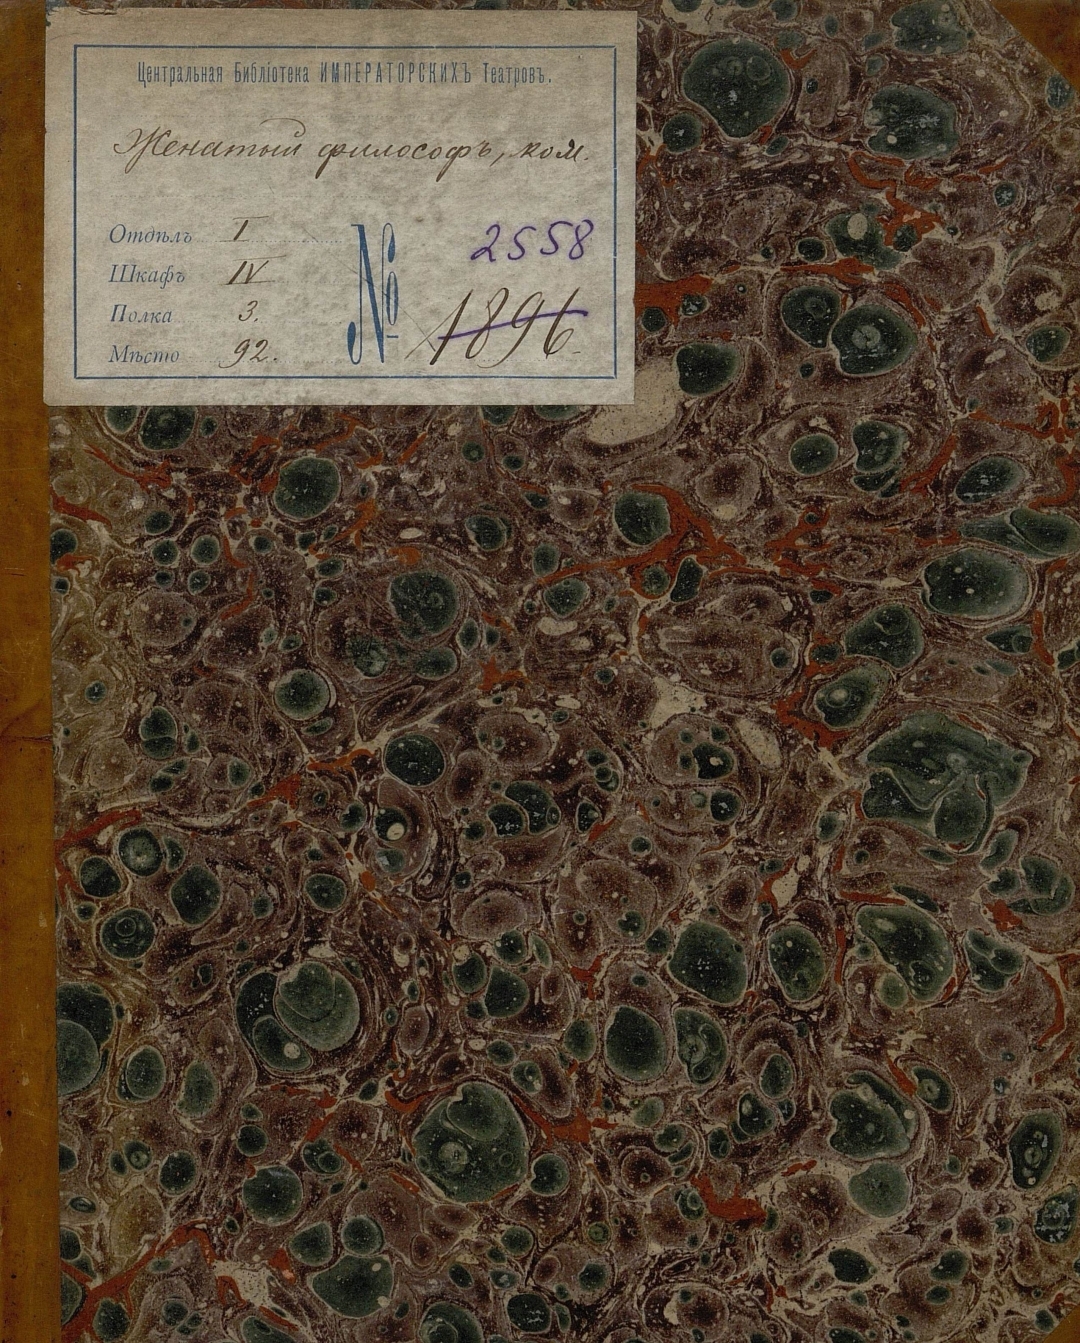 Центральная Библіотека ИМПЕРАТОРСКИХЪ Театровъ.
Женатый философъ, ком.
Отдѣлъ I
Шкафъ IV
Полка 3.
Мѣсто 92.
№ 2558
1896